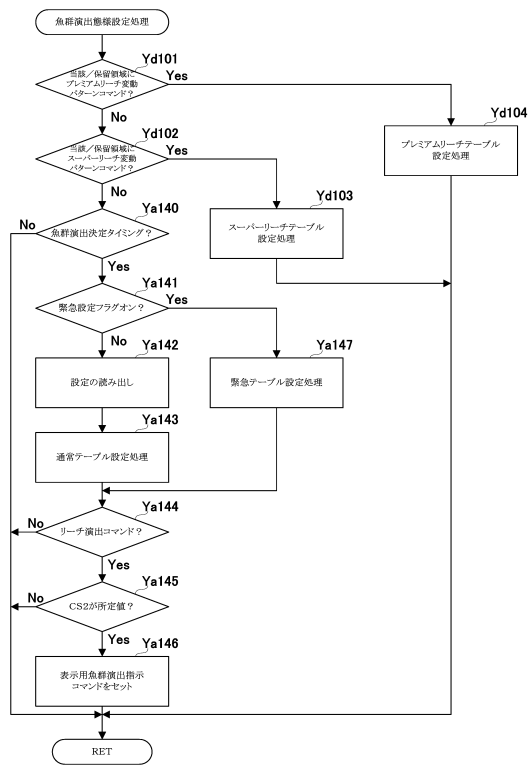 魚群演出態様設定処理
Yd101
当該／保留領域に
プレミアムリーチ変動
パターンコマンド？
Yes
No
Yd102
当該／保留領域に
スーパーリーチ変動
パターンコマンド？
Yes
No
Yd104
プレミアムリーチテーブル
設定処理
Yd103
スーパーリーチテーブル
設定処理
Ya140
魚群演出決定タイミング？
No
Yes
Ya141
緊急設定フラグオン？
Yes
No
Ya142
設定の読み出し
Ya147
緊急テーブル設定処理
Ya143
通常テーブル設定処理
Ya144
リーチ演出コマンド？
No
Yes
Ya145
CS2が所定値？
No
Yes
Ya146
表示用魚群演出指示
コマンドをセット
RET